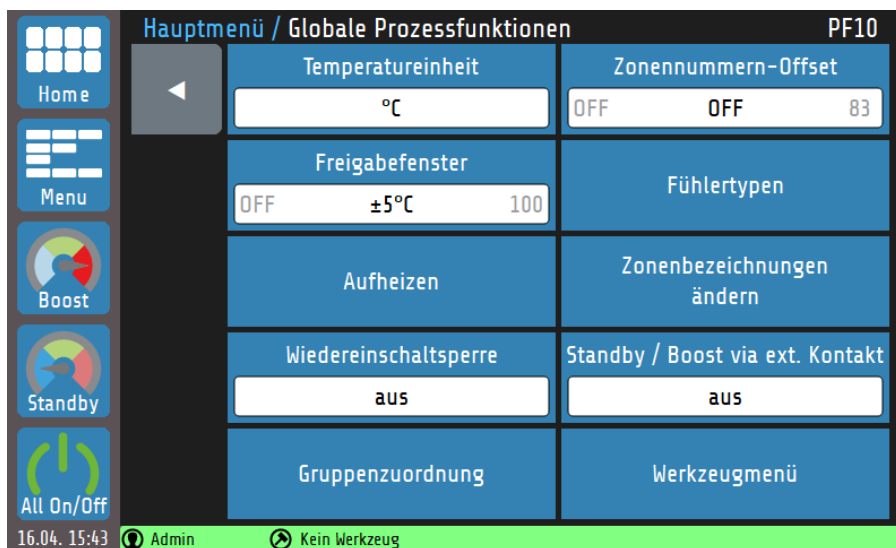 Hauptmenü / Globale Prozessfunktionen PF10
Home
Menu
Boost
Standby
All On/Off
Temperatureinheit
°C
Zonennummern-Offset
OFF OFF 83
Freigabefenster
OFF ±5°C 100
Fühlertypen
Aufheizen
Zonenbezeichnungen
ändern
Wiedereinschaltsperre
aus
Standby / Boost via ext. Kontakt
aus
Gruppenzuordnung
Werkzeugmenü
16.04. 15:43 Admin Kein Werkzeug